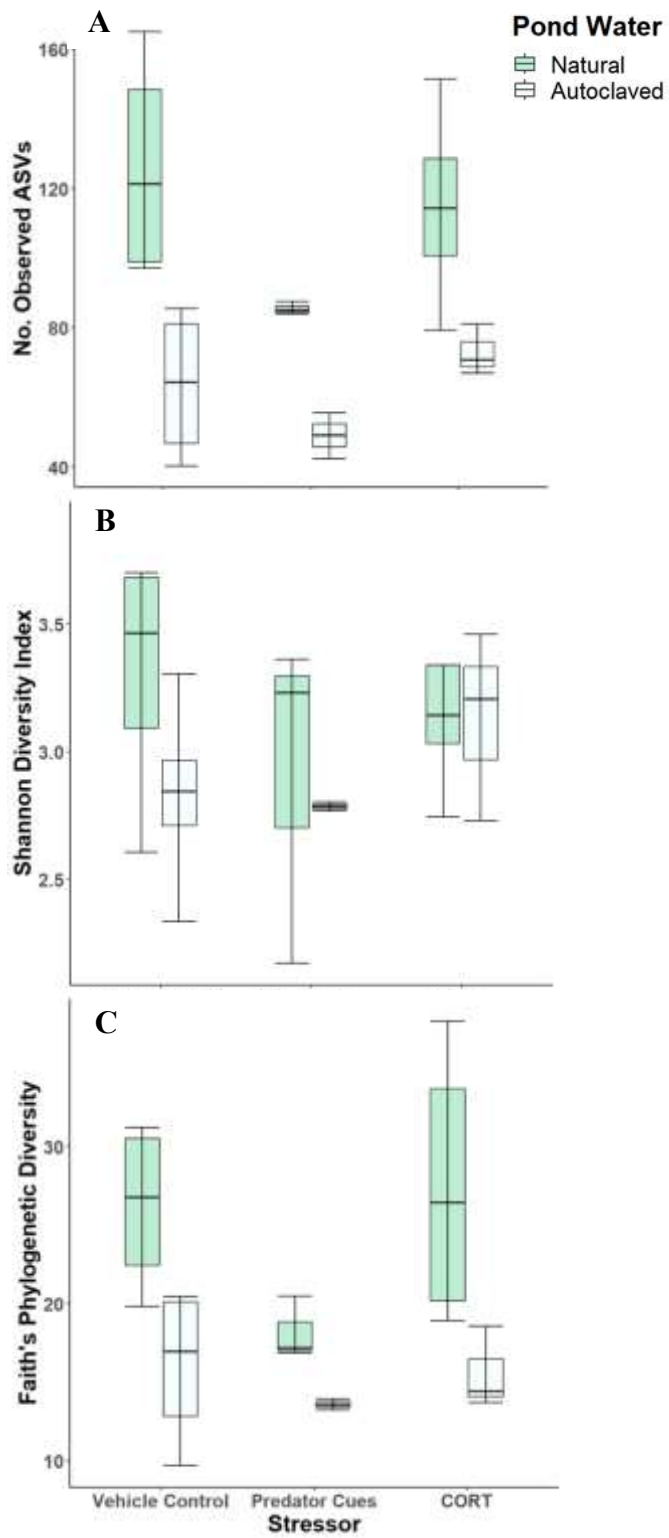 A
Pond Water
Natural
Autoclaved
No. Observed ASVs
160
120
80
40
B
Shannon Diversity Index
3.5
3.0
2.5
C
Faith's Phylogenetic Diversity
30
20
10
Vehicle Control Predator Cues CORT
Stressor